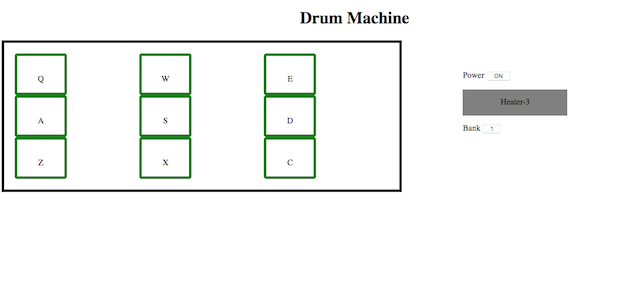 Drum Machine
Q W E
A S D
Z X C
Power ON
Heater-3
Bank 1